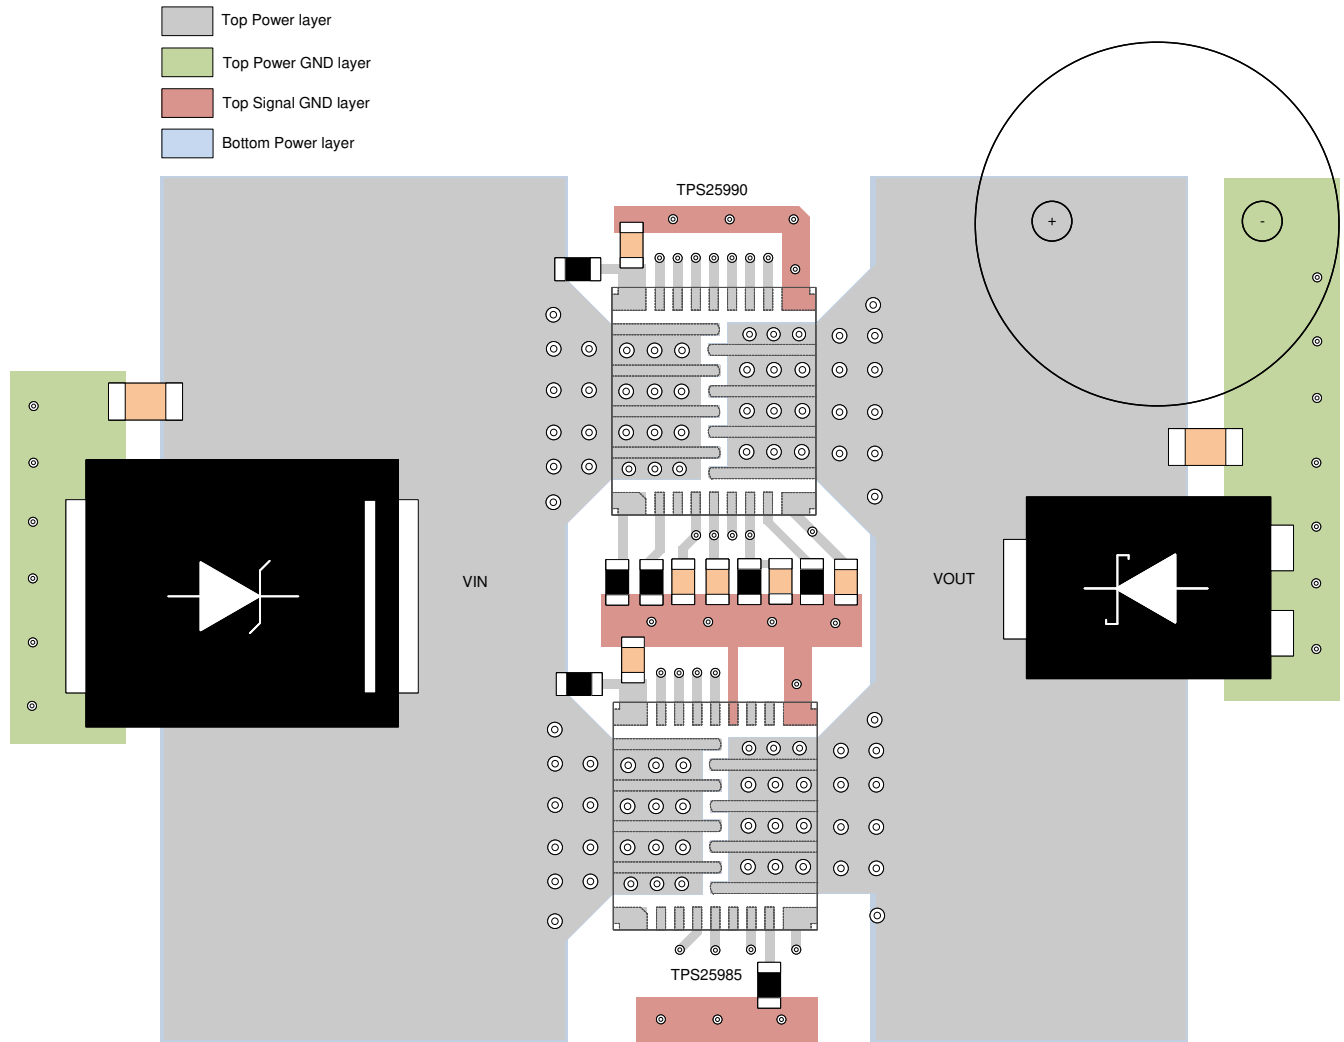 Top Power layer
Top Power GND layer
Top Signal GND layer
Bottom Power layer
TPS25990
+
-
VIN
VOUT
TPS25985